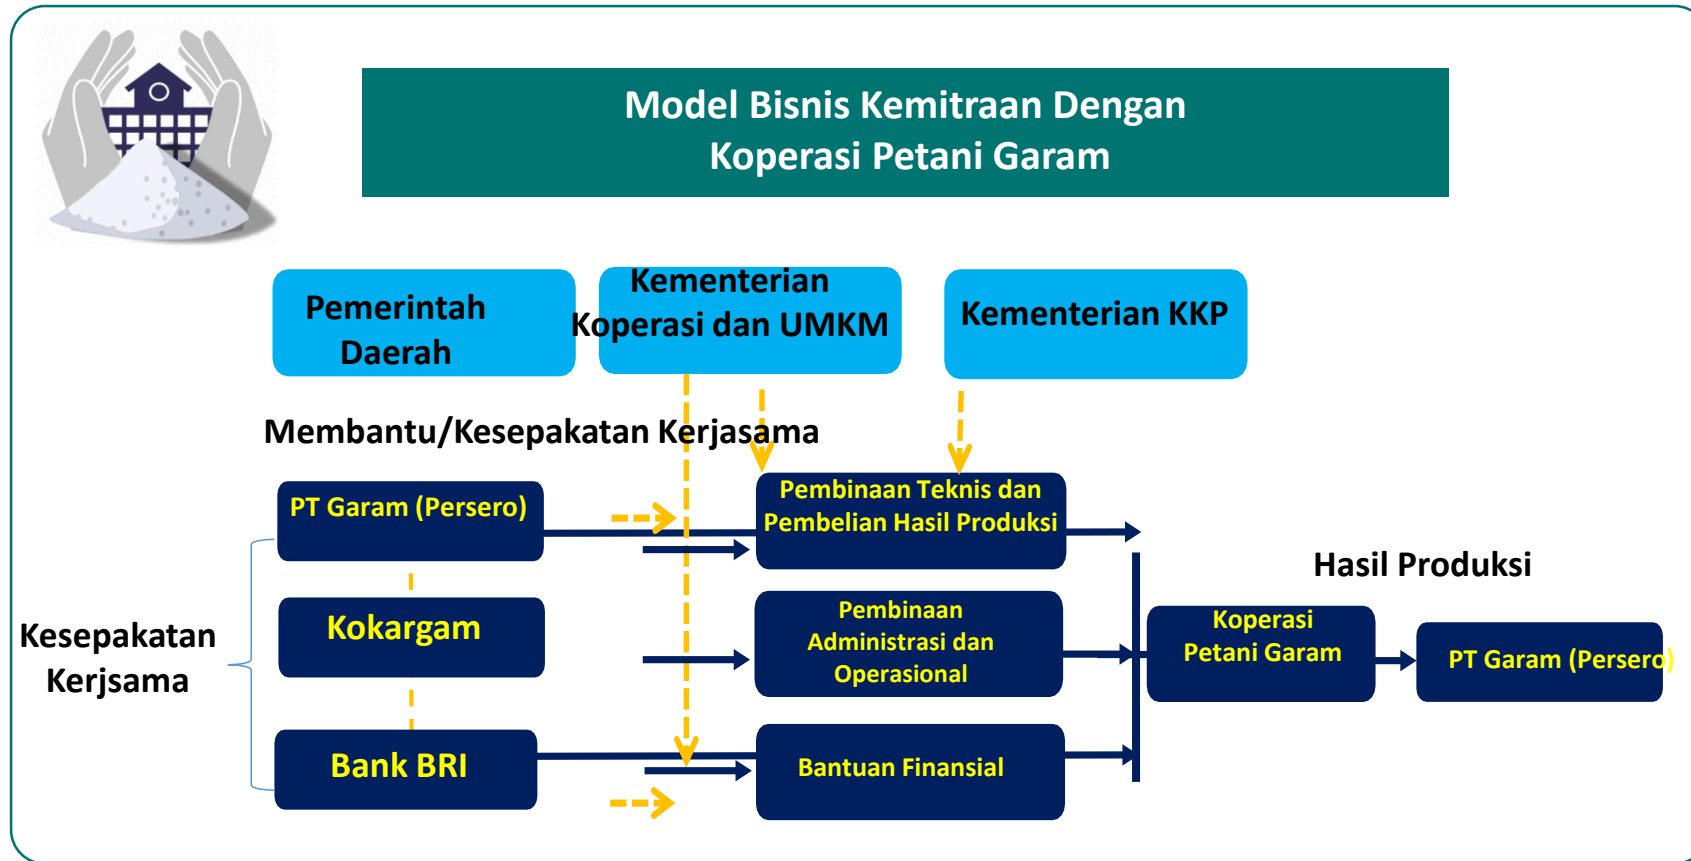 Model Bisnis Kemitraan Dengan
Koperasi Petani Garam
Pemerintah
Daerah
Kementerian
Koperasi dan UMKM
Kementerian KKP
Membantu/Kesepakatan Kerjasama
PT Garam (Persero)
Pembinaan Teknis dan
Pembelian Hasil Produksi
Hasil Produksi
Kesepakatan
Kerjsama
Kokargam
Pembinaan
Administrasi dan
Operasional
Koperasi
Petani Garam
PT Garam (Persero)
Bank BRI
Bantuan Finansial